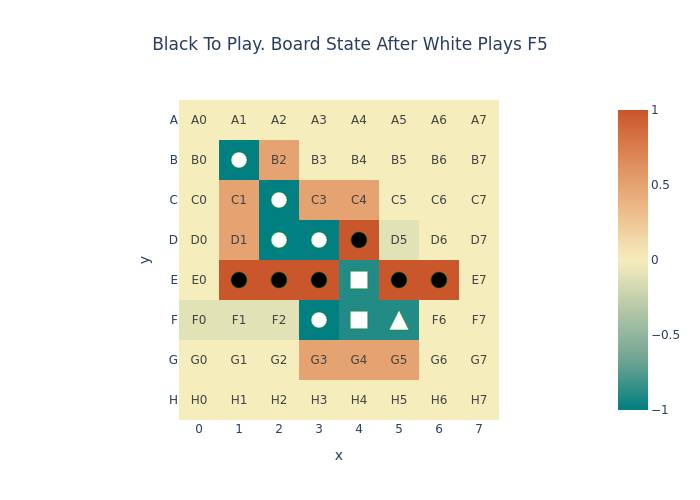 Black To Play. Board State After White Plays F5
A A0 A1 A2 A3 A4 A5 A6 A7
B B0 B2 B3 B4 B5 B6 B7
C C0 C1 C3 C4 C5 C6 C7
D D0 D1 D5 D6 D7
E E0 E7
F F0 F1 F2 F6 F7
G G0 G1 G2 G3 G4 G5 G6 G7
H H0 H1 H2 H3 H4 H5 H6 H7
0 1 2 3 4 5 6 7
x
y
1
0.5
0
−0.5
−1